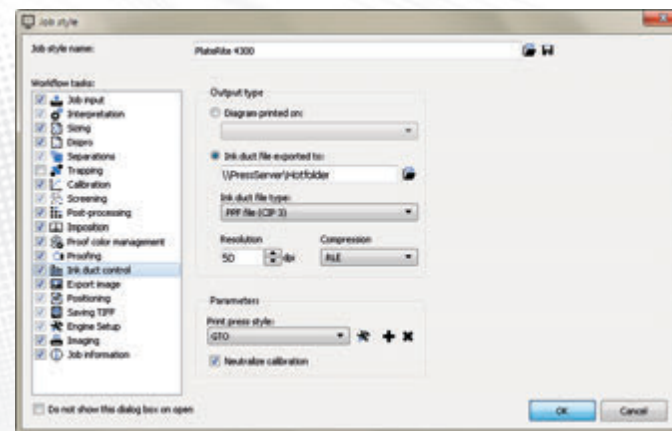 Job style
Job style name:
PlateRite 4300
Workflow tasks:
Job input
Interpretation
Sizing
Dispro
Separations
Trapping
Calibration
Screening
Post-processing
Imposition
Proof color management
Proofing
Ink duct control
Export image
Positioning
Saving TIFF
Engine Setup
Imaging
Job information
Output type
Diagram printed on:
Ink duct file exported to:
\\PressServer\Hotfolder
Ink duct file type:
PPF file (CIP 3)
Resolution Compression
50 dpi RLE
Parameters
Print press style:
GTO
Neutralize calibration
Do not show this dialog box on open
OK Cancel